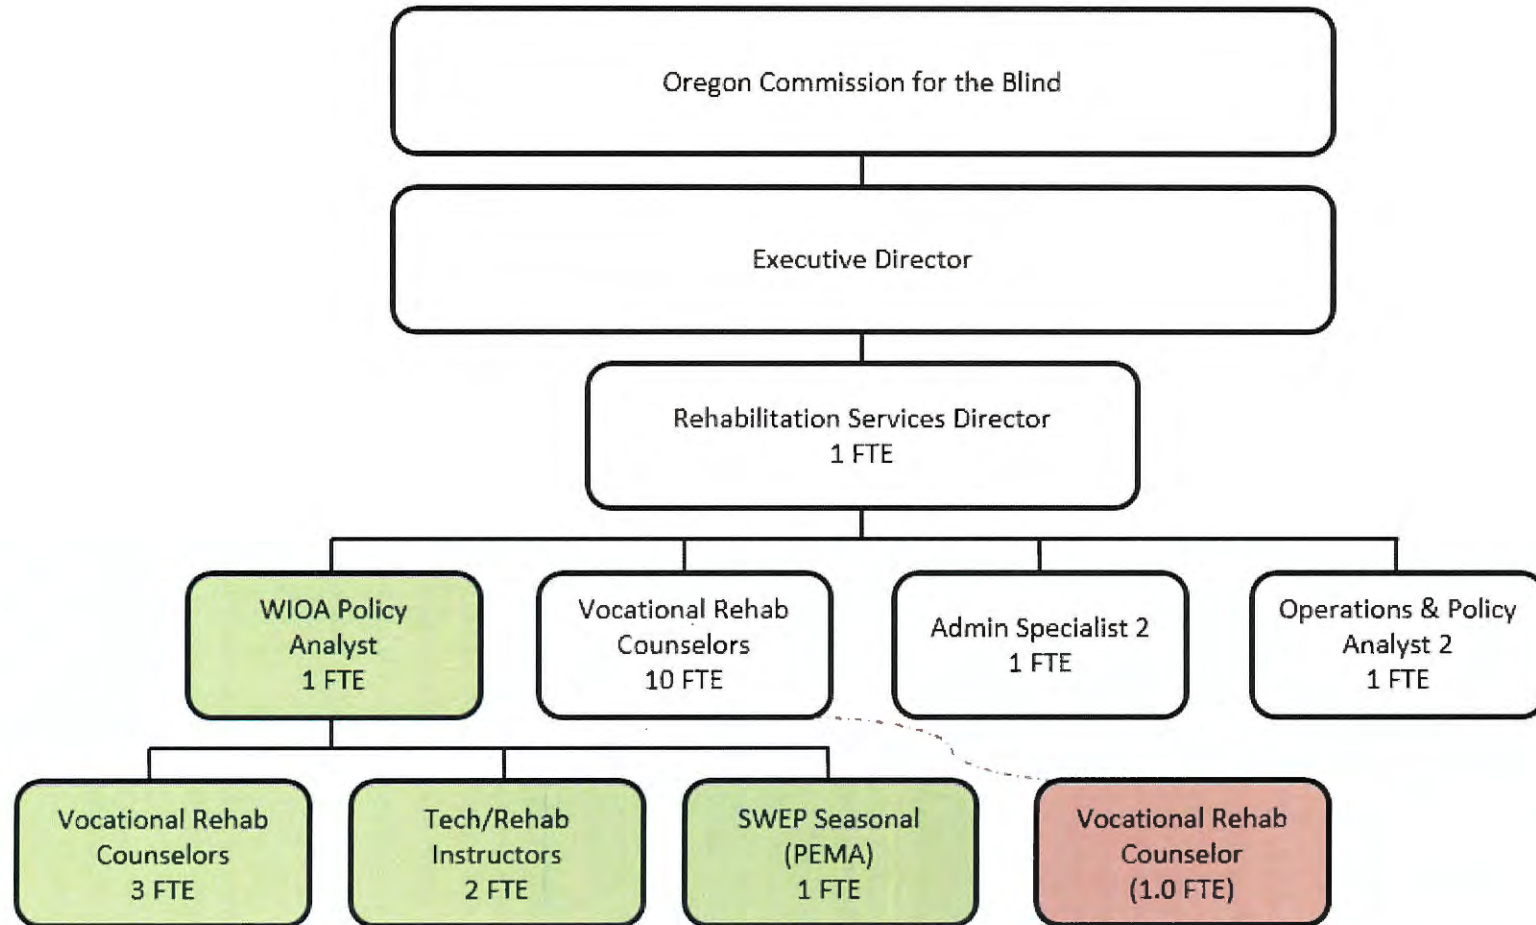 Oregon Commission for the Blind
Executive Director
Rehabilitation Services Director
1 FTE
WIOA Policy
Analyst
1 FTE
Vocational Rehab
Counselors
10 FTE
Admin Specialist 2
1 FTE
Operations & Policy
Analyst 2
1 FTE
Vocational Rehab
Counselors
3 FTE
Tech/Rehab
Instructors
2 FTE
SWEP Seasonal
(PEMA)
1 FTE
Vocational Rehab
Counselor
(1.0 FTE)